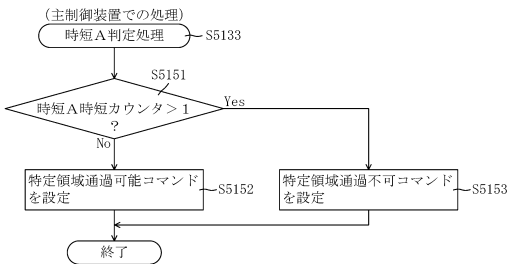 (主制御装置での処理)
時短A判定処理
S5133
S5151
時短A時短カウンタ>1
?
Yes
No
特定領域通過可能コマンド
を設定
S5152
特定領域通過不可コマンド
を設定
S5153
終了